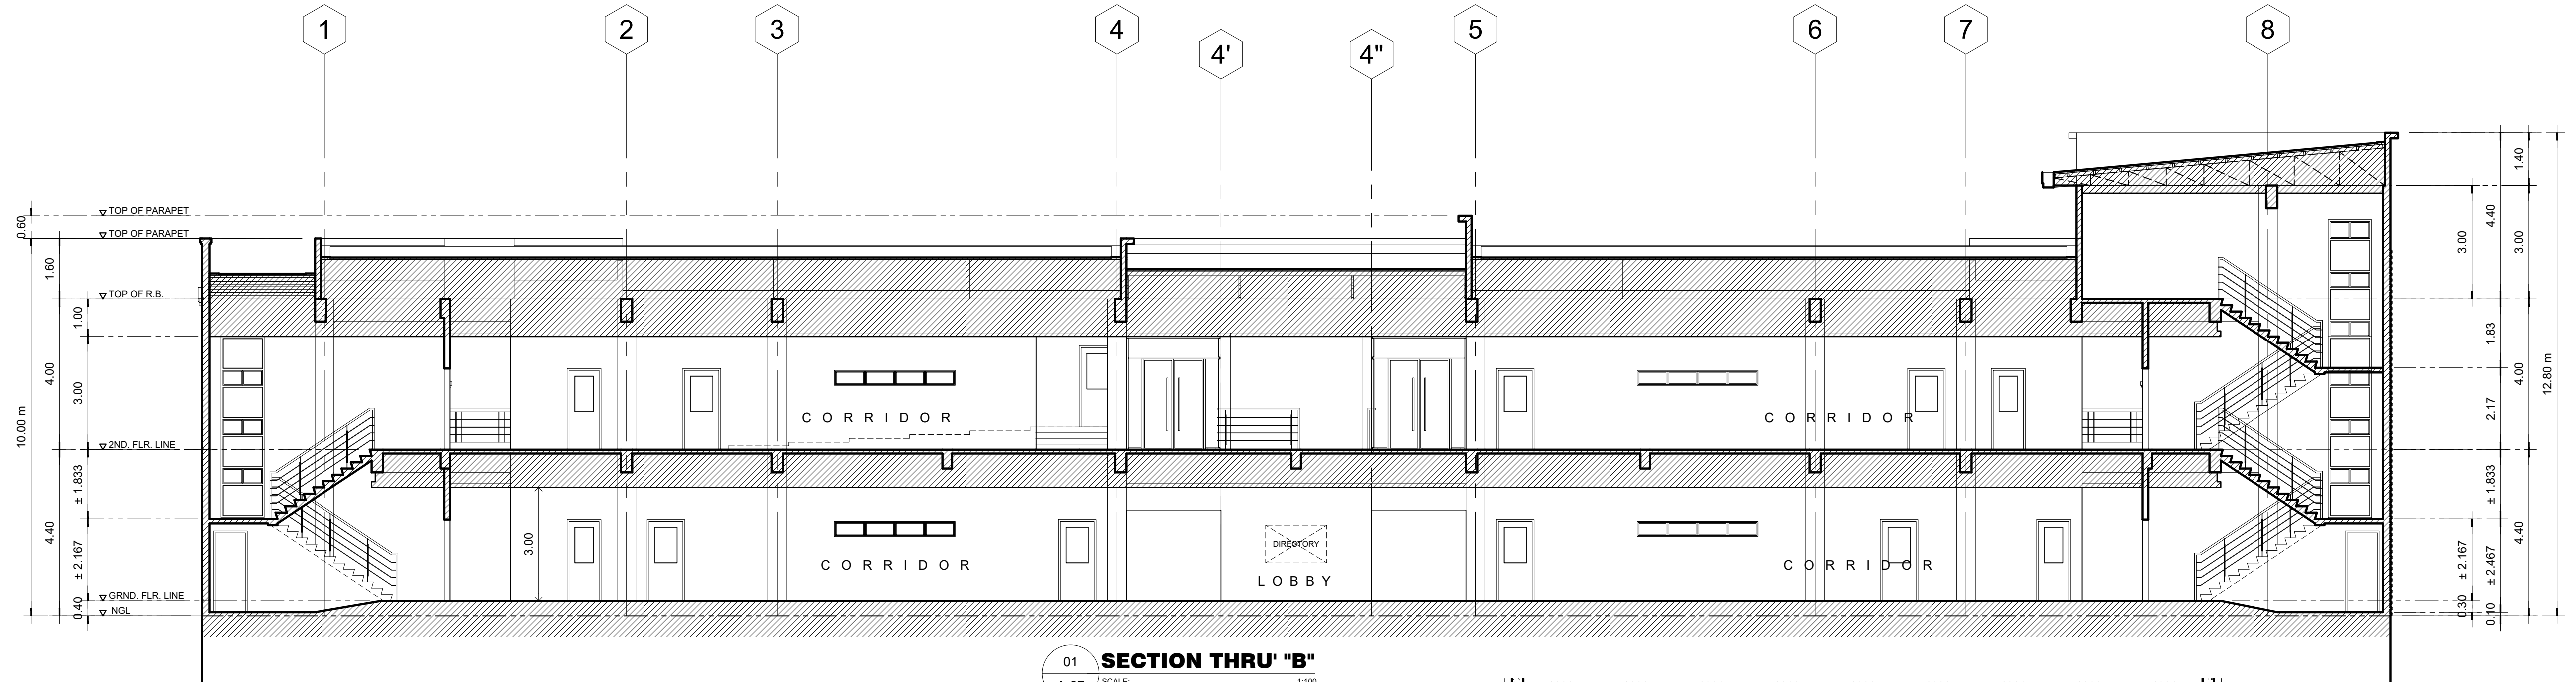 1
2
3
4
4'
4"
5
6
7
8
TOP OF PARAPET
TOP OF PARAPET
TOP OF R.B.
2ND. FLR. LINE
GRND. FLR. LINE
NGL
0.60
10.00 m
1.60
4.00
4.40
1.00
3.00
± 1.833
± 2.167
0.40
3.00
CORRIDOR
CORRIDOR
CORRIDOR
DIRECTORY
LOBBY
CORRIDOR
3.00
± 2.167
0.30
4.40
1.83
2.17
± 1.833
± 2.467
0.10
1.40
3.00
4.00
4.40
12.80 m
01
SECTION THRU' "B"
SCALE: 1:100